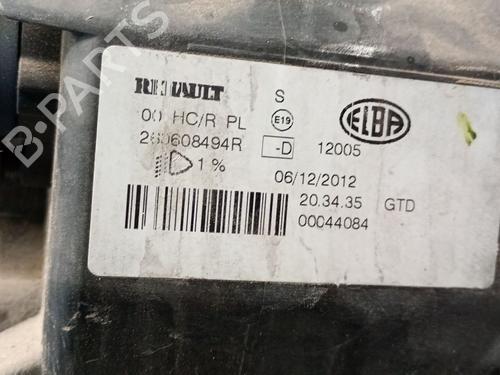 RENAULT S
00 HC/R PL E19 ELBA
260608494R -D 12005
1 % 06/12/2012
20.34.35 GTD
00044084
B-PARTS